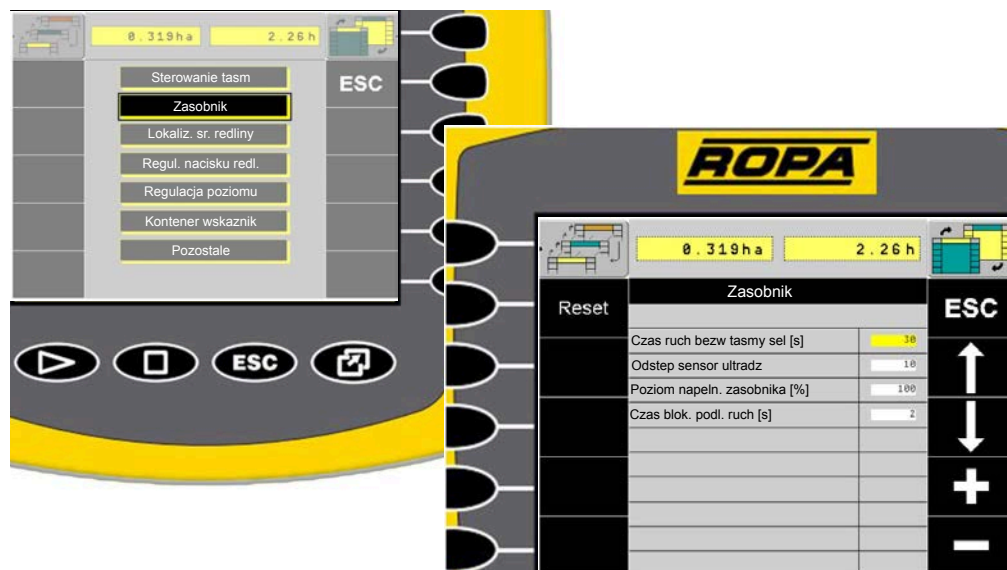 0.319ha 2.26h
ESC
Sterowanie tasm
Zasobnik
Lokaliz. sr. redliny
Regul. nacisku redl.
Regulacja poziomu
Kontener wskaznik
Pozostale
ESC
ROPA
0.319ha 2.26h
Reset
Zasobnik
ESC
Czas ruch bezw tasmy sel [s] 30
Odstep sensor ultradz 10
Poziom napeln. zasobnika [%] 100
Czas blok. podl. ruch [s] 2